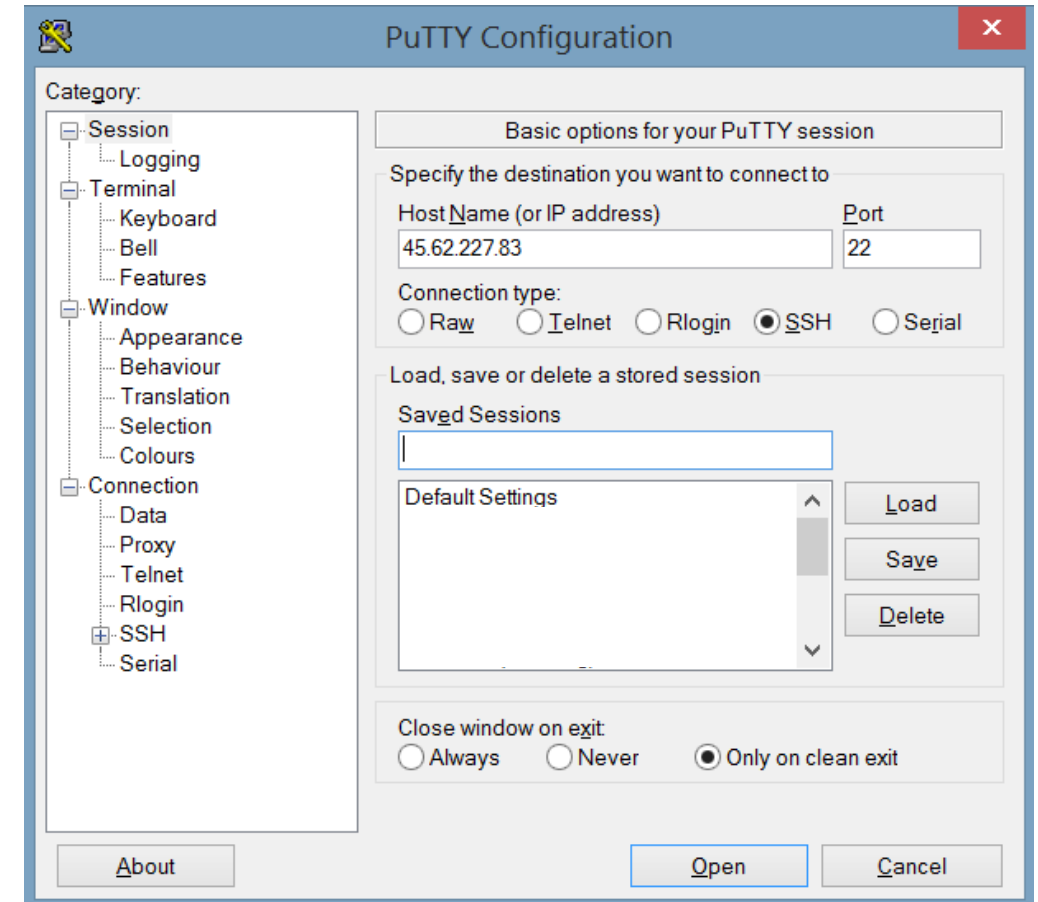 PuTTY Configuration
Category:
Session
Logging
Terminal
Keyboard
Bell
Features
Window
Appearance
Behaviour
Translation
Selection
Colours
Connection
Data
Proxy
Telnet
Rlogin
SSH
Serial
Basic options for your PuTTY session
Specify the destination you want to connect to
Host Name (or IP address) Port
45.62.227.83 22
Connection type:
Raw Telnet Rlogin SSH Serial
Load, save or delete a stored session
Saved Sessions
Default Settings
Load
Save
Delete
Close window on exit:
Always Never Only on clean exit
About Open Cancel